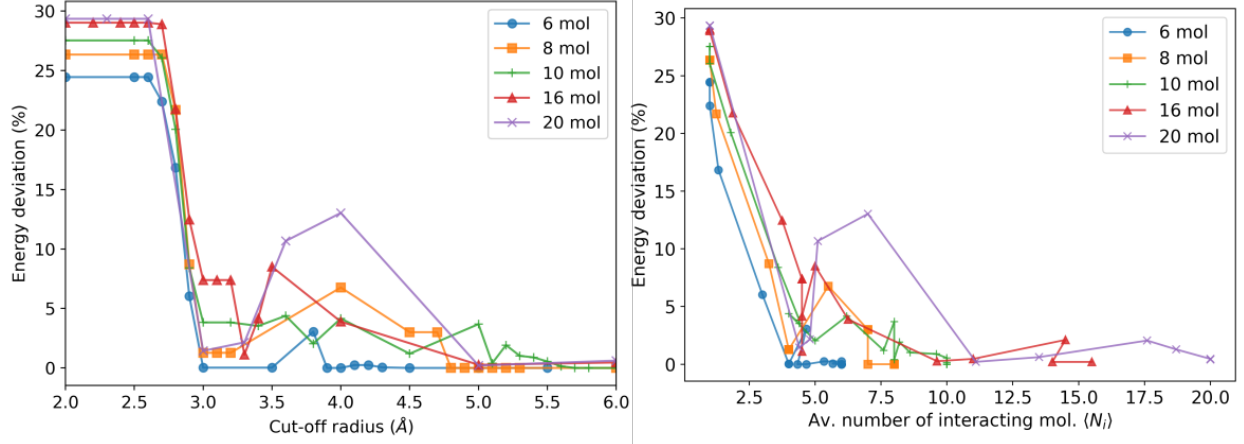 30
25
20
15
10
5
0
Energy deviation (%)
2.0 2.5 3.0 3.5 4.0 4.5 5.0 5.5 6.0
Cut-off radius (Å)
6 mol
8 mol
10 mol
16 mol
20 mol
30
25
20
15
10
5
0
Energy deviation (%)
2.5 5.0 7.5 10.0 12.5 15.0 17.5 20.0
Av. number of interacting mol. ⟨Nᵢ⟩
6 mol
8 mol
10 mol
16 mol
20 mol